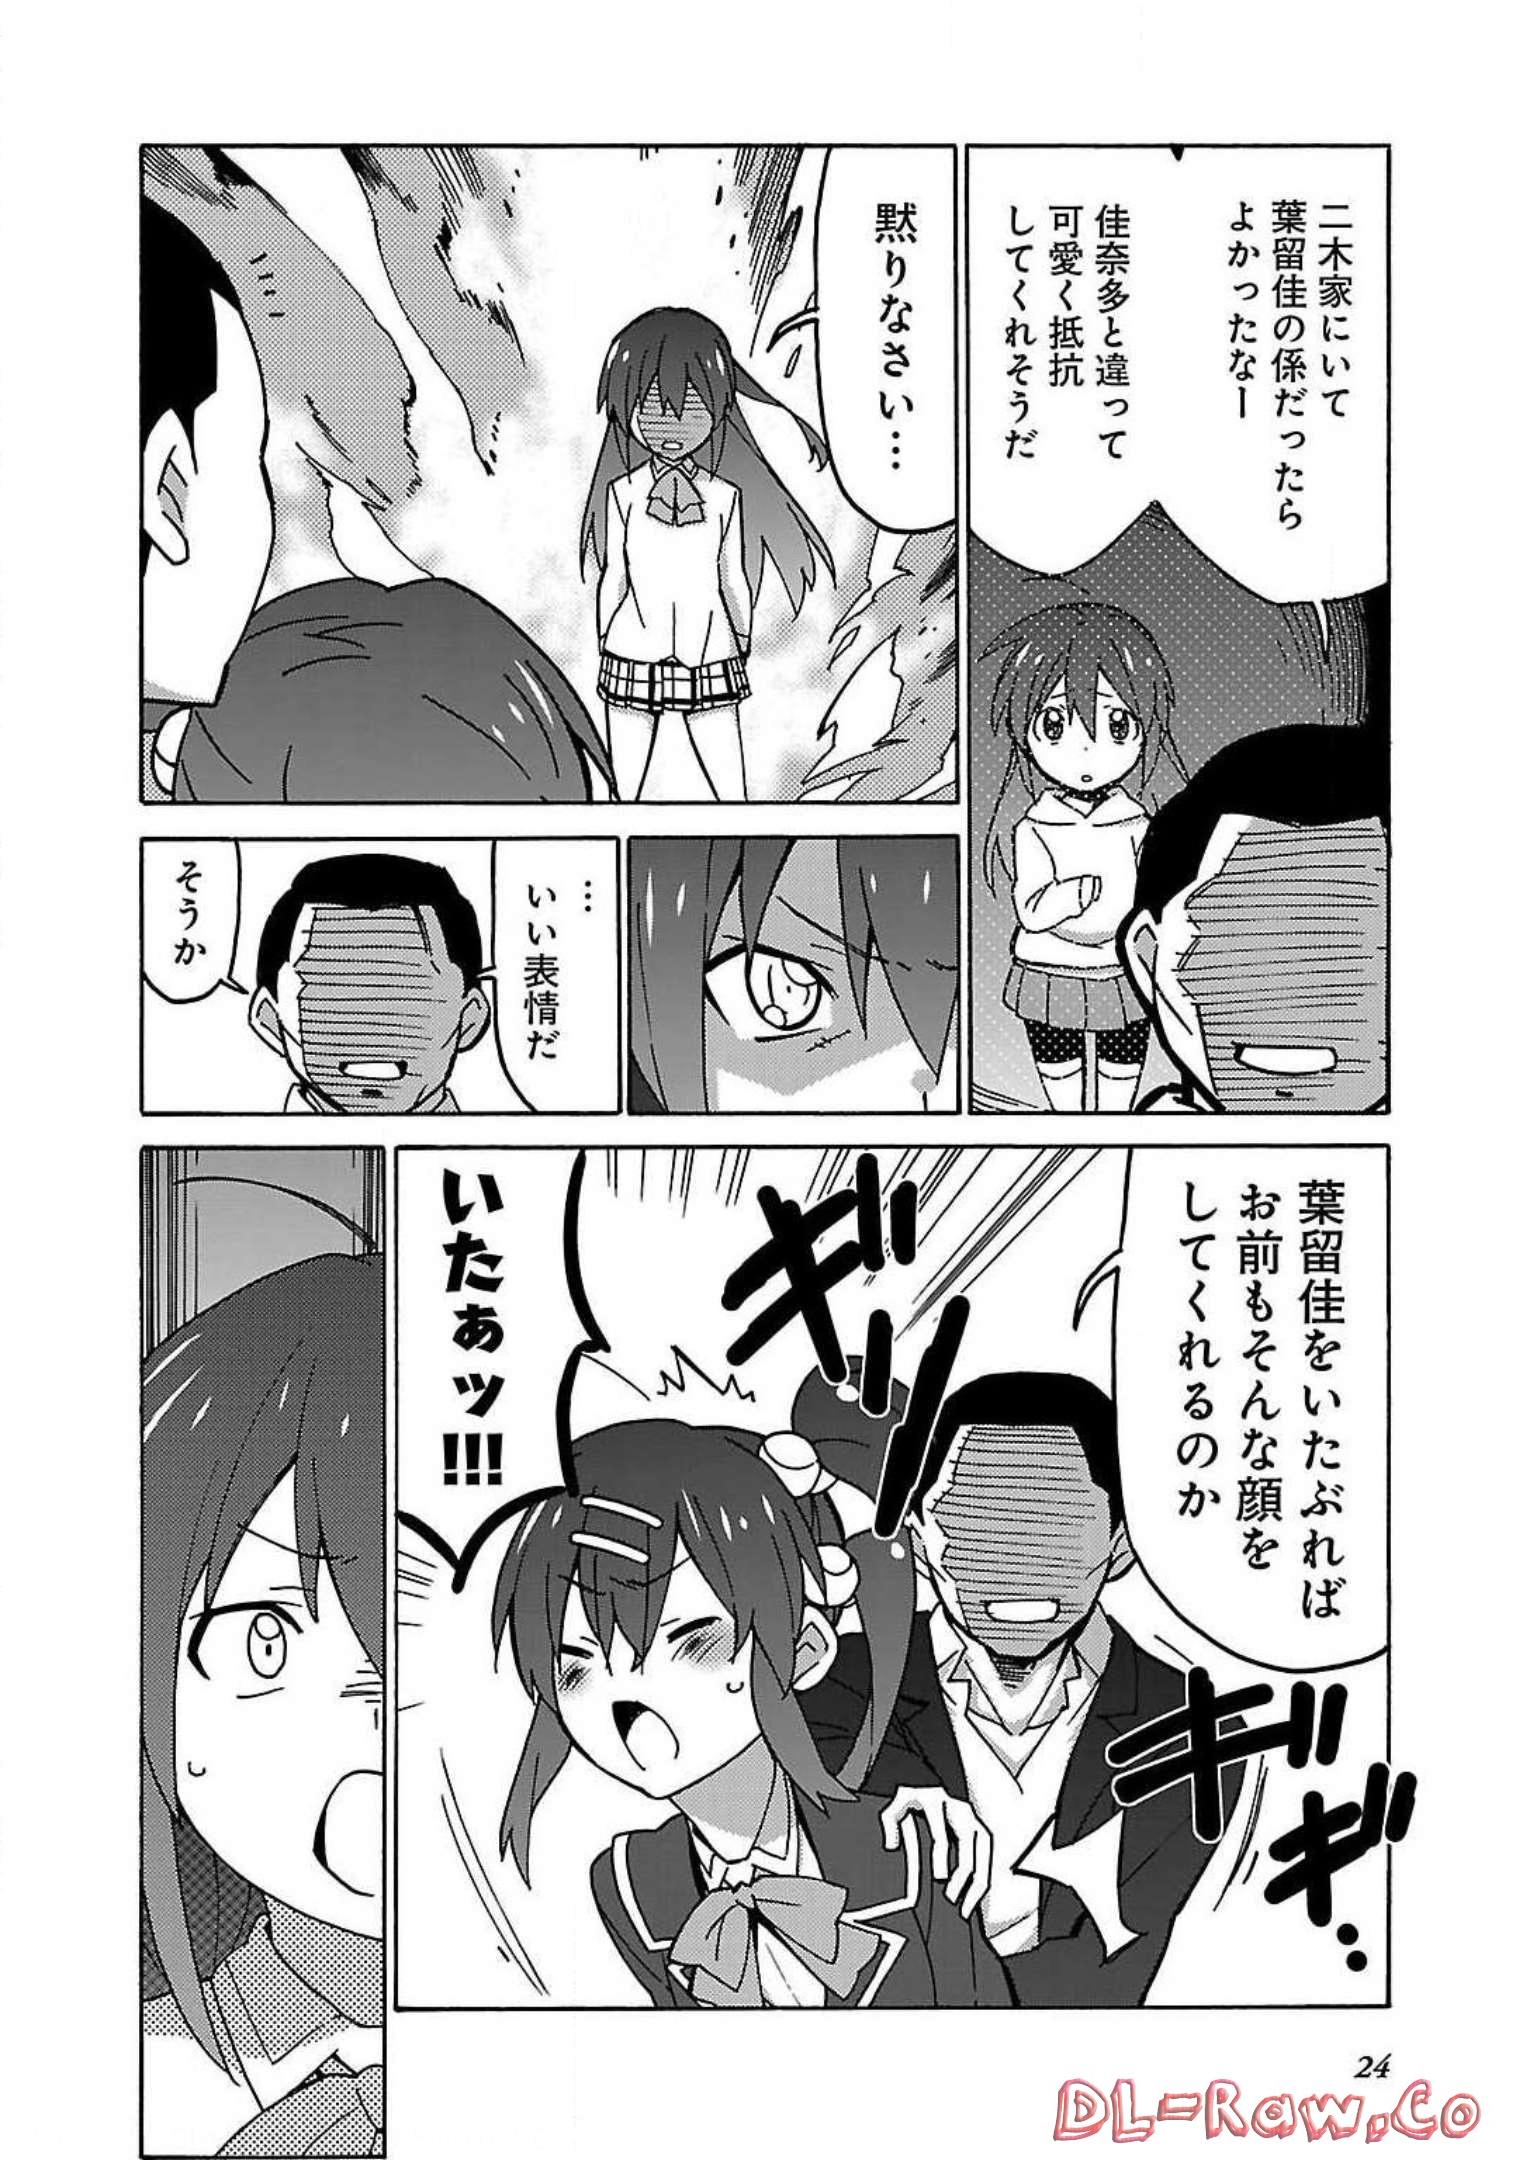 二木家にいて
葉留佳の係だったら
よかったなー
佳奈多と違って
可愛く抵抗
してくれそうだ
黙りなさい…
…
いい表情だ
そうか
葉留佳をいたぶれば
お前もそんな顔を
してくれるのか
ギリッ
いたぁッ!!!
ギギギ…
24
DL-Raw.Co